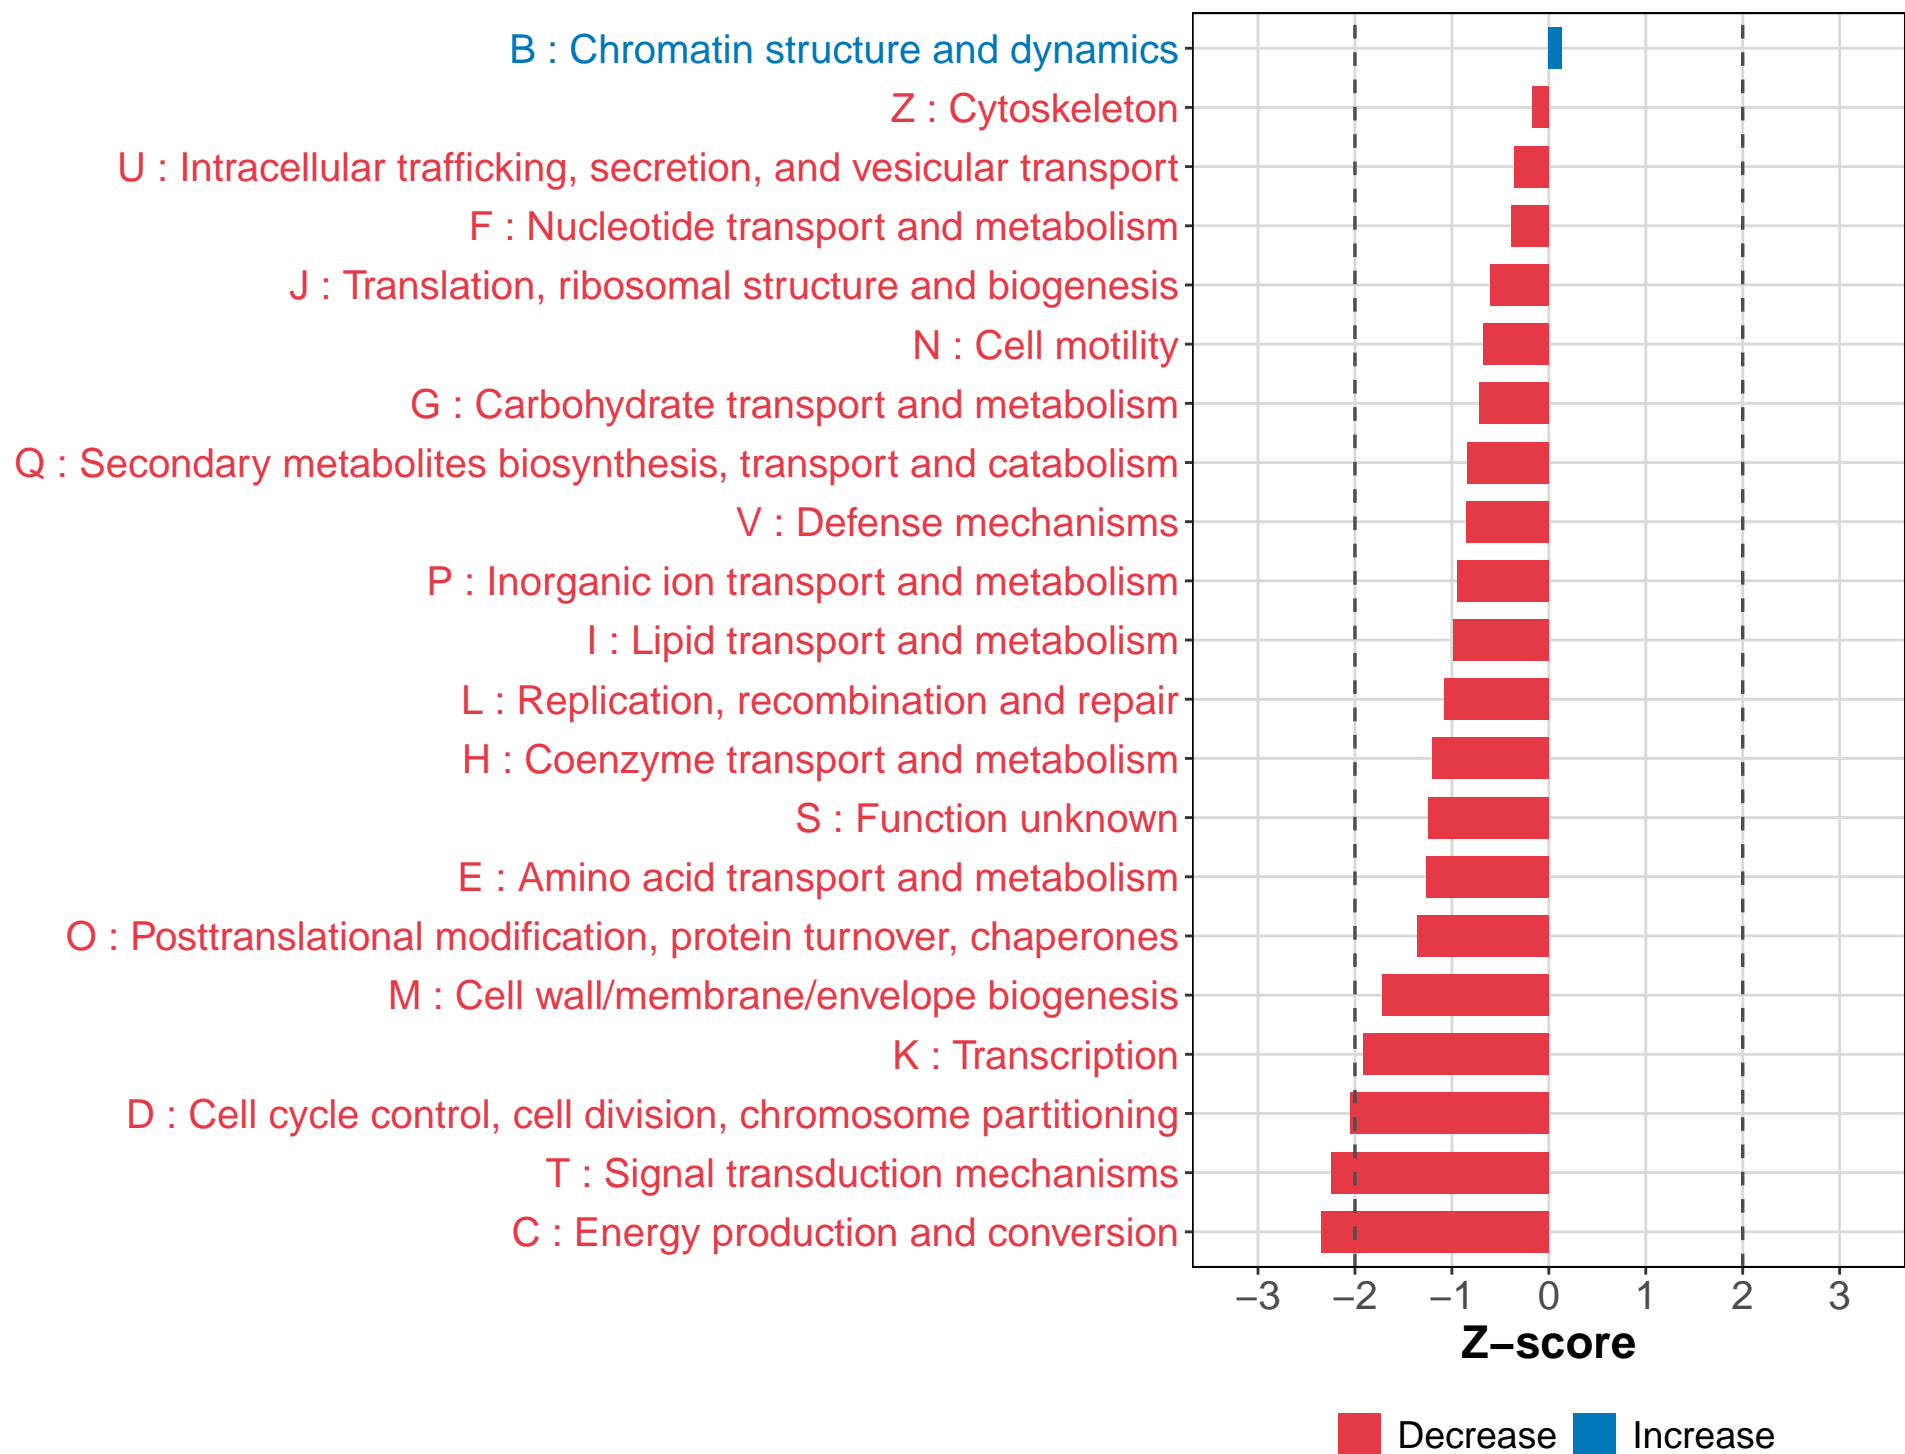 B : Chromatin structure and dynamics
Z : Cytoskeleton
U : Intracellular trafficking, secretion, and vesicular transport
F : Nucleotide transport and metabolism
J : Translation, ribosomal structure and biogenesis
N : Cell motility
G : Carbohydrate transport and metabolism
Q : Secondary metabolites biosynthesis, transport and catabolism
V : Defense mechanisms
P : Inorganic ion transport and metabolism
I : Lipid transport and metabolism
L : Replication, recombination and repair
H : Coenzyme transport and metabolism
S : Function unknown
E : Amino acid transport and metabolism
O : Posttranslational modification, protein turnover, chaperones
M : Cell wall/membrane/envelope biogenesis
K : Transcription
D : Cell cycle control, cell division, chromosome partitioning
T : Signal transduction mechanisms
C : Energy production and conversion
−3 −2 −1 0 1 2 3
Z−score
Decrease Increase